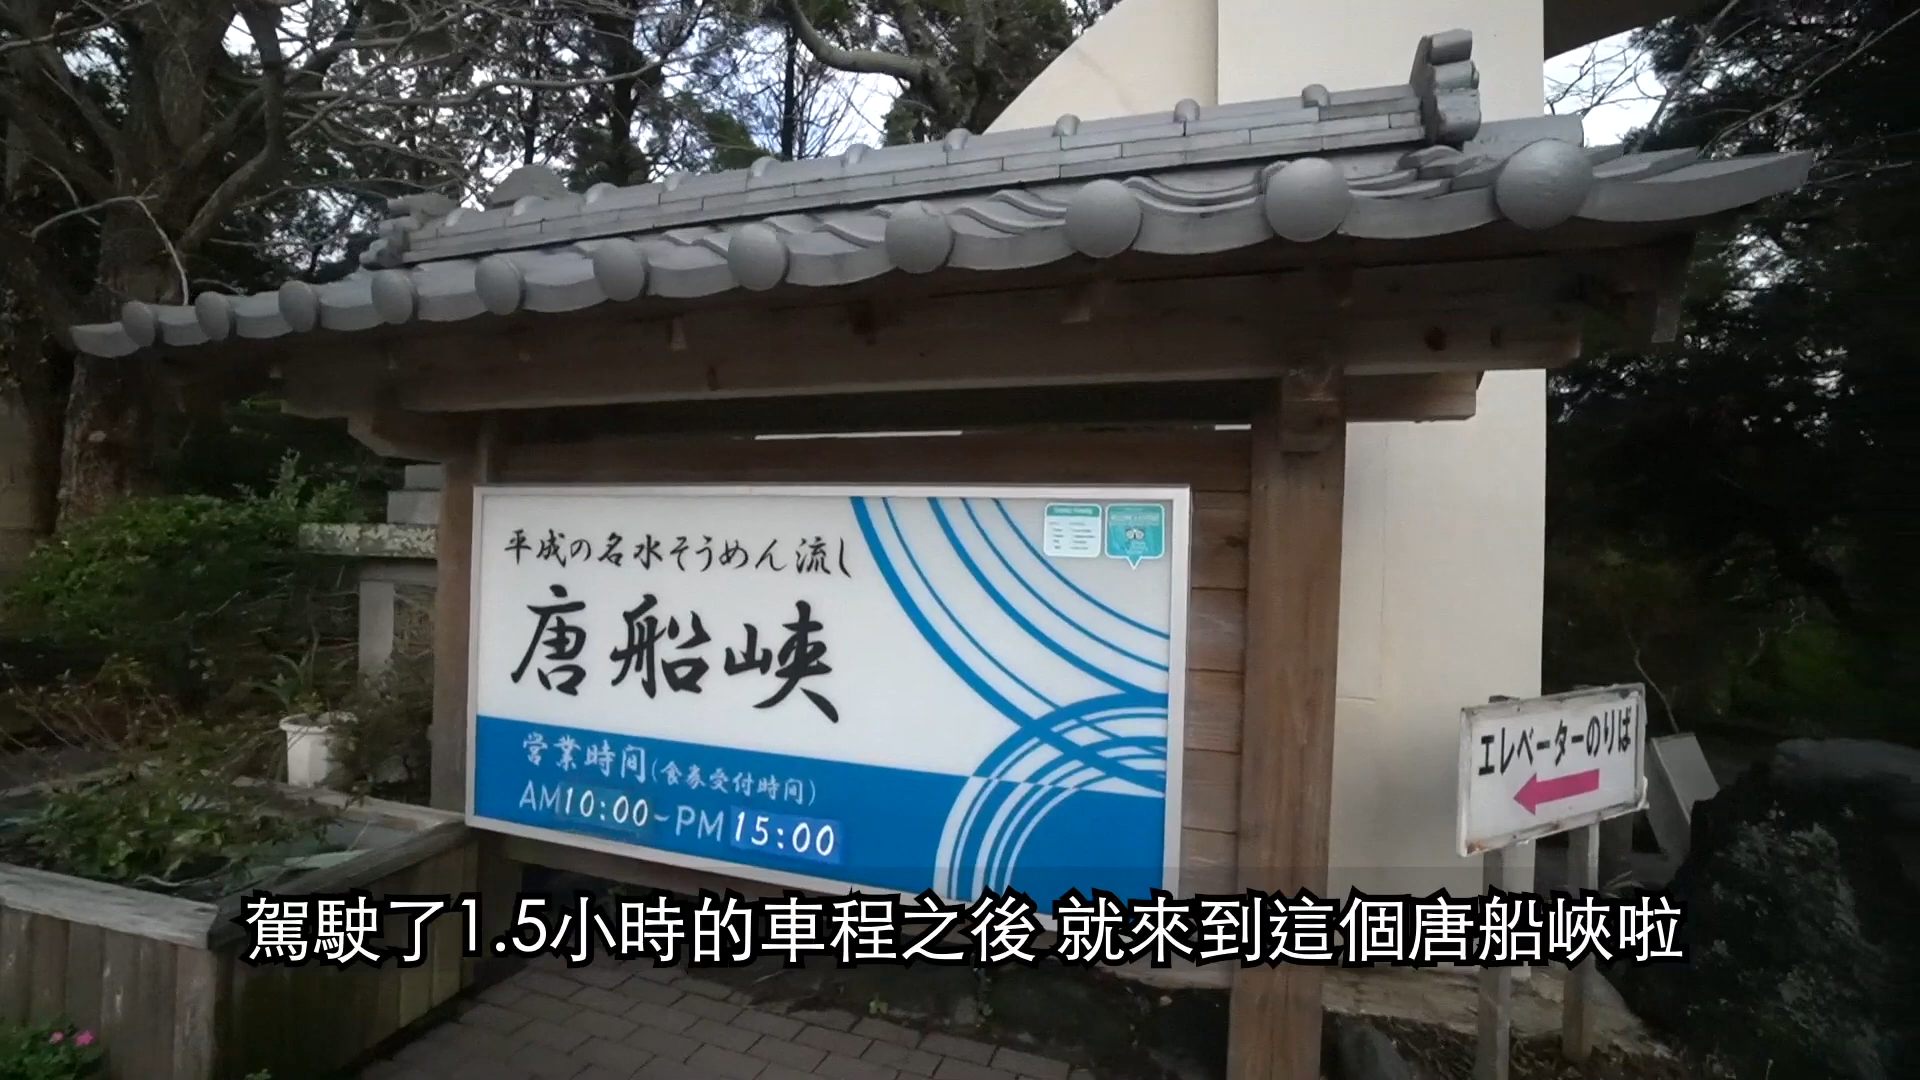 平成の名水そうめん流し
唐船峡
営業時间(食券受付時间)
AM10:00-PM15:00
エレベーターのりば
駕駛了1.5小時的車程之後 就來到這個唐船峽啦